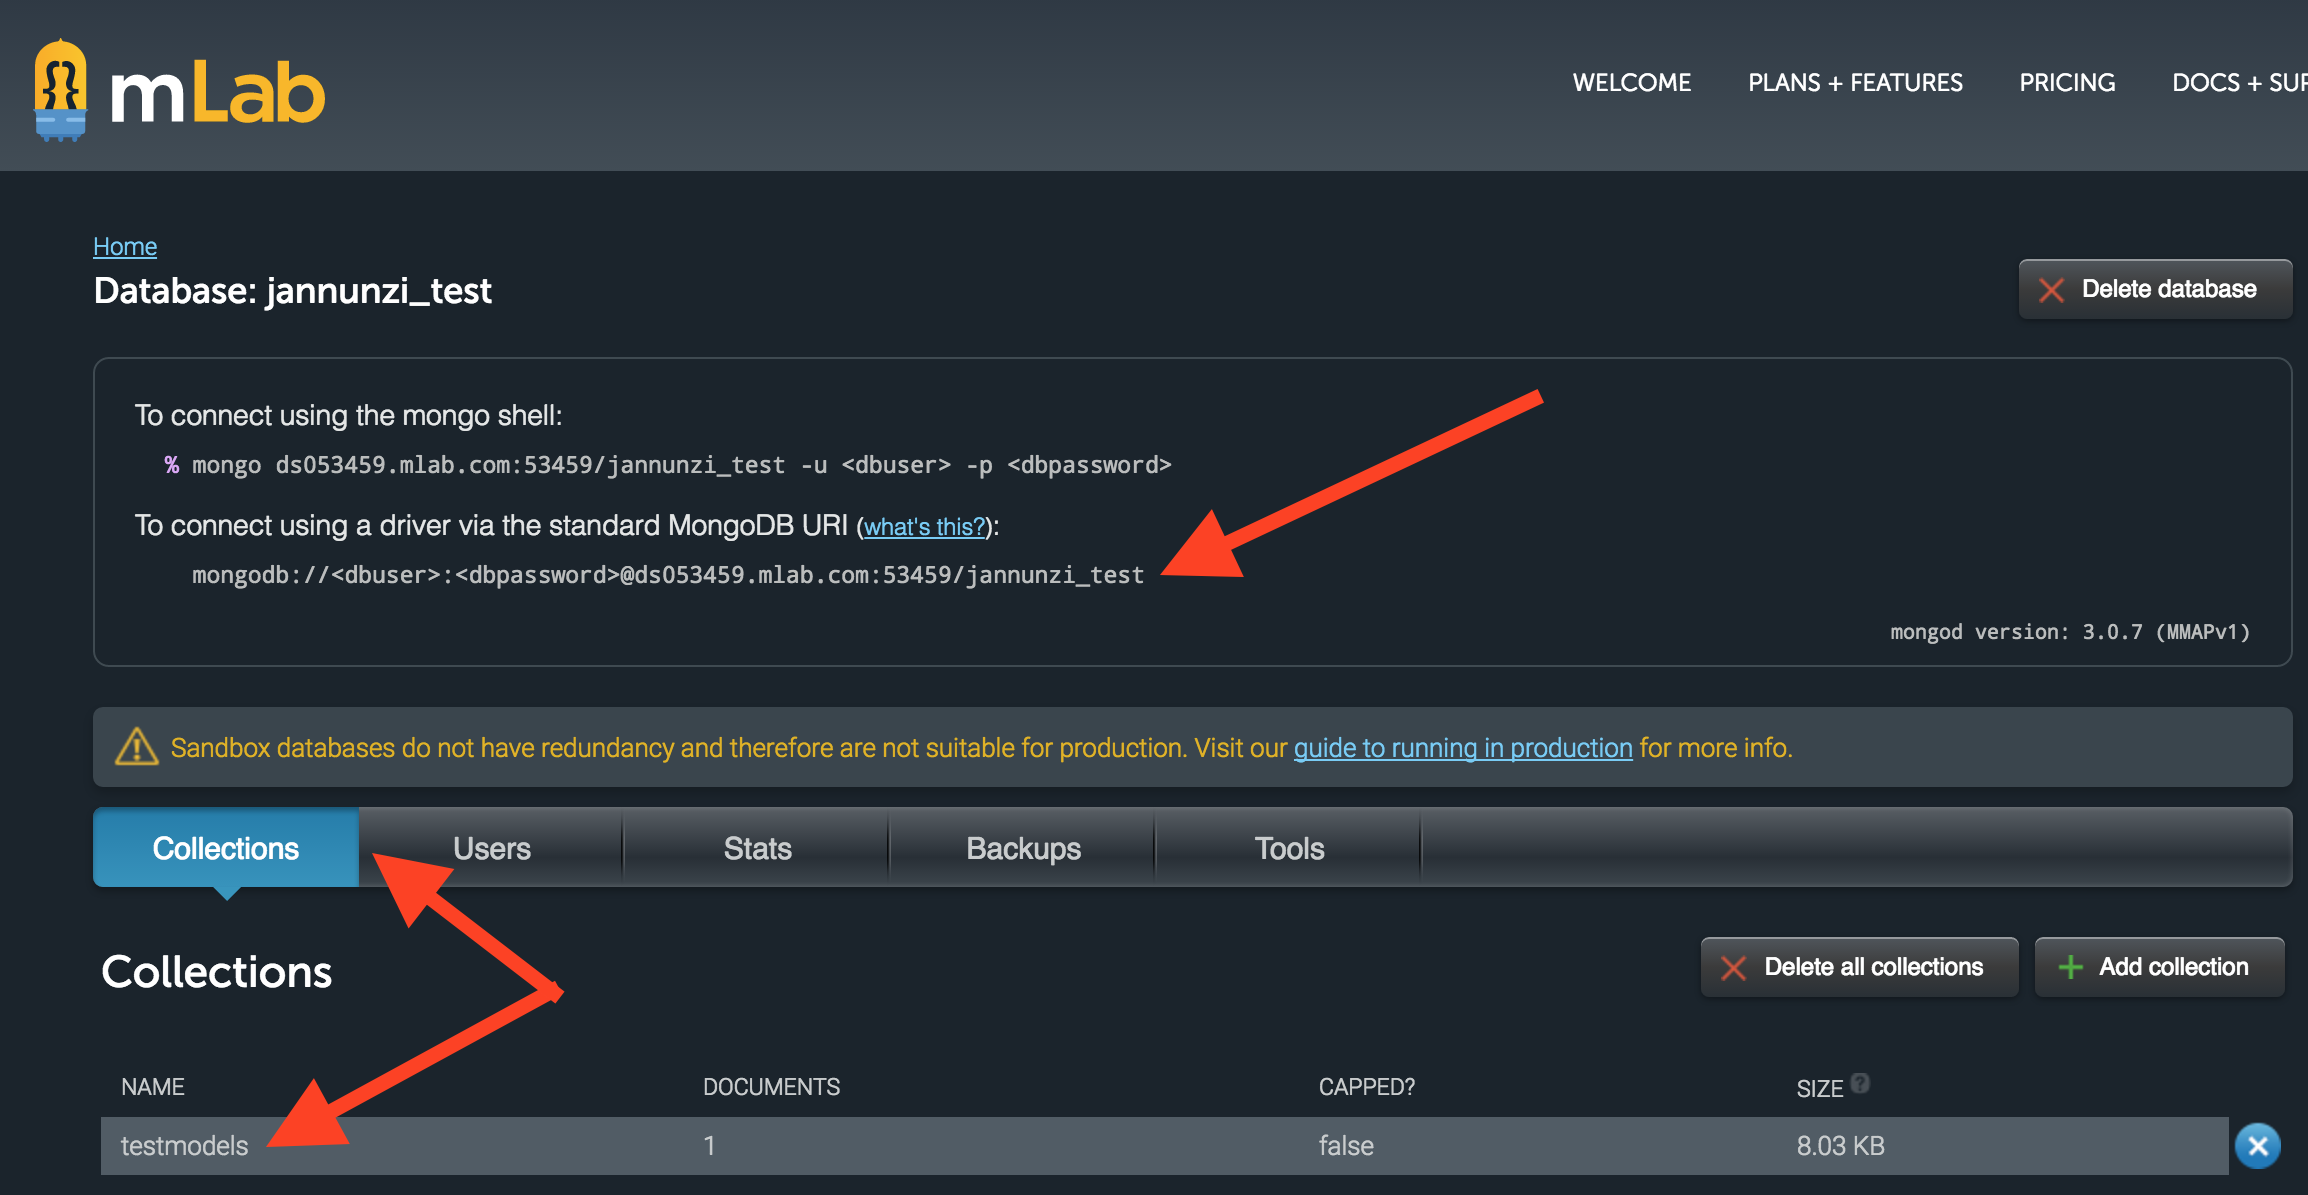 mLab
WELCOME PLANS + FEATURES PRICING DOCS + SUP
Home
Database: jannunzi_test
Delete database
To connect using the mongo shell:
% mongo ds053459.mlab.com:53459/jannunzi_test -u <dbuser> -p <dbpassword>
To connect using a driver via the standard MongoDB URI (what's this?):
mongodb://<dbuser>:<dbpassword>@ds053459.mlab.com:53459/jannunzi_test
mongod version: 3.0.7 (MMAPv1)
Sandbox databases do not have redundancy and therefore are not suitable for production. Visit our guide to running in production for more info.
Collections Users Stats Backups Tools
Collections
Delete all collections Add collection
NAME DOCUMENTS CAPPED? SIZE ?
testmodels 1 false 8.03 KB